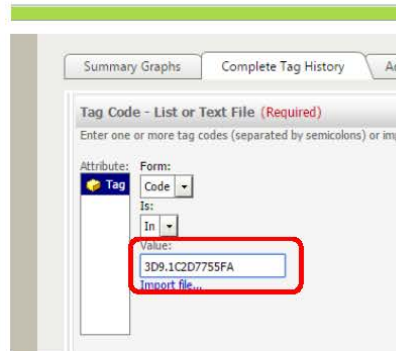 Summary Graphs Complete Tag History
Tag Code - List or Text File (Required)
Enter one or more tag codes (separated by semicolons) or
Attribute: Form:
Tag Code
Is:
In
Value:
3D9.1C2D7755FA
Import file...